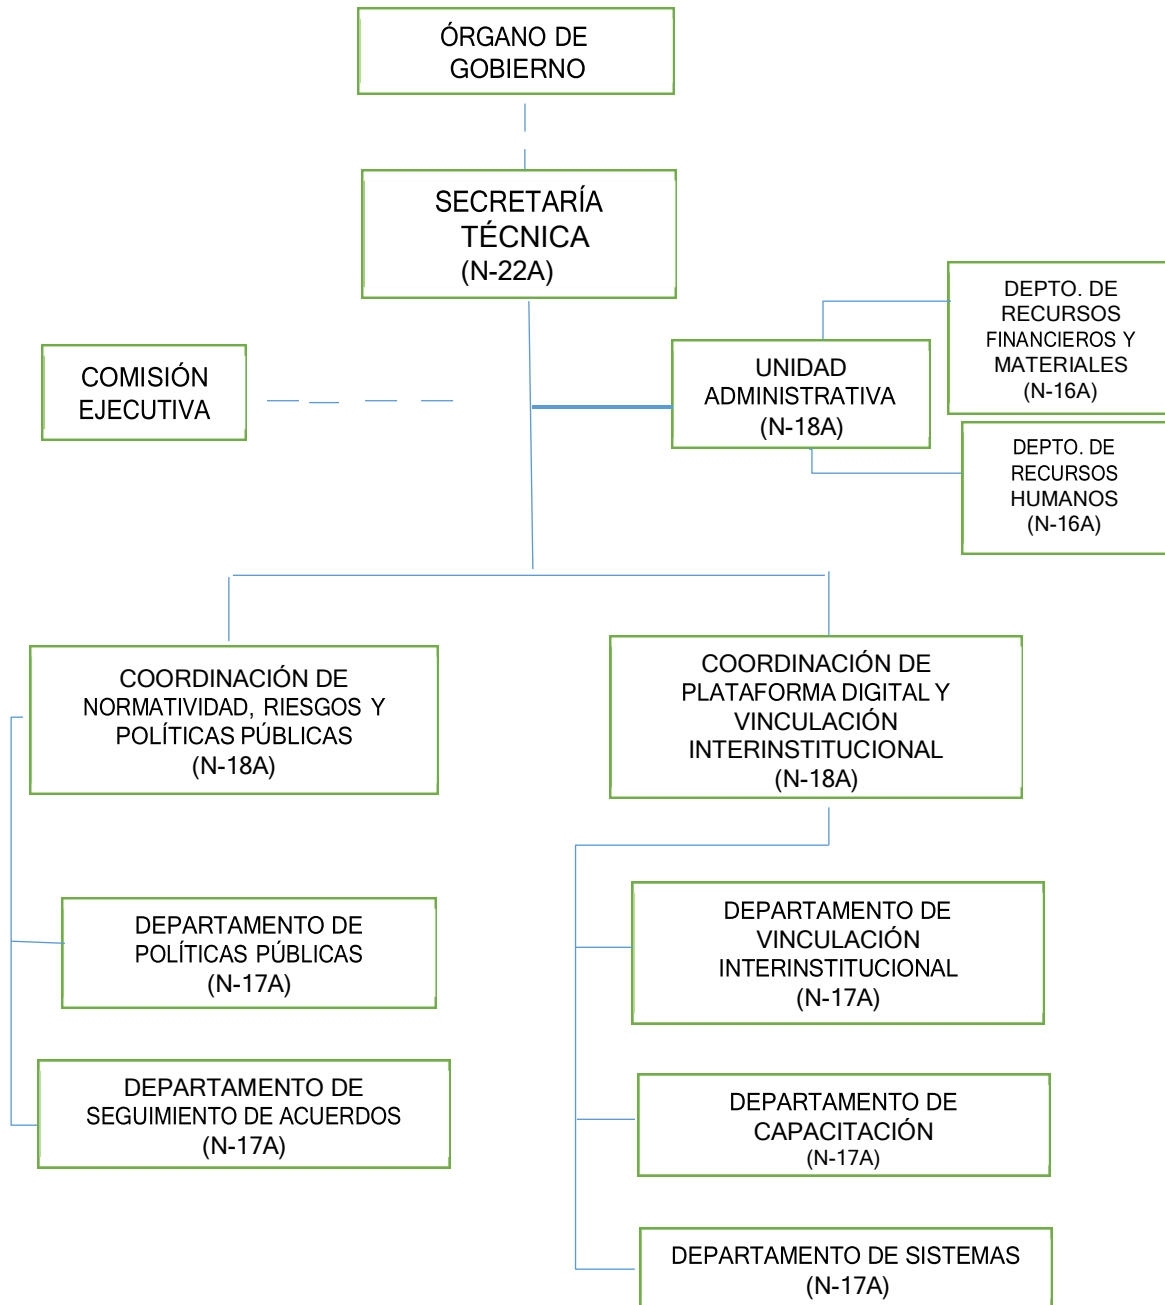 ÓRGANO DE
GOBIERNO
SECRETARÍA
TÉCNICA
(N-22A)
COMISIÓN
EJECUTIVA
UNIDAD
ADMINISTRATIVA
(N-18A)
DEPTO. DE
RECURSOS
FINANCIEROS Y
MATERIALES
(N-16A)
DEPTO. DE
RECURSOS
HUMANOS
(N-16A)
COORDINACIÓN DE
NORMATIVIDAD, RIESGOS Y
POLÍTICAS PÚBLICAS
(N-18A)
COORDINACIÓN DE
PLATAFORMA DIGITAL Y
VINCULACIÓN
INTERINSTITUCIONAL
(N-18A)
DEPARTAMENTO DE
POLÍTICAS PÚBLICAS
(N-17A)
DEPARTAMENTO DE
SEGUIMIENTO DE ACUERDOS
(N-17A)
DEPARTAMENTO DE
VINCULACIÓN
INTERINSTITUCIONAL
(N-17A)
DEPARTAMENTO DE
CAPACITACIÓN
(N-17A)
DEPARTAMENTO DE SISTEMAS
(N-17A)